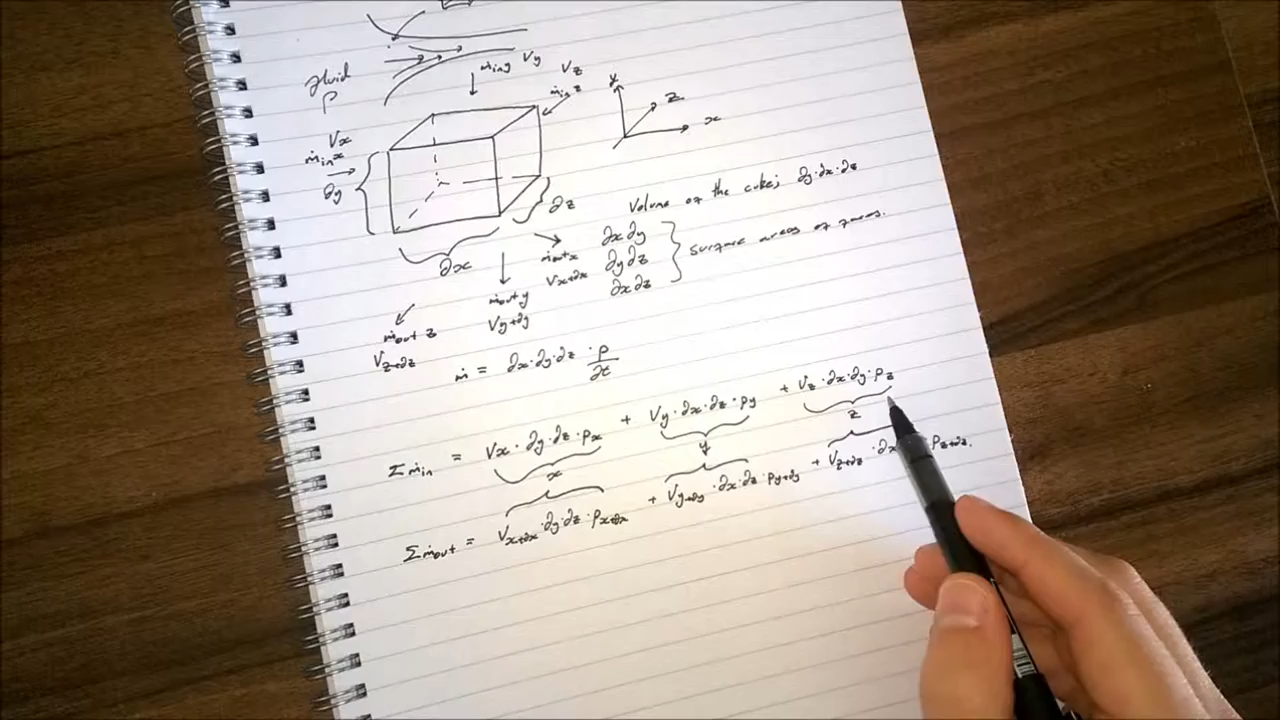 ṁin y Vy
Vz
ṁin z
Fluid
ρ
y
z
x
Vx
ṁin x
∂y
∂z
∂x
Volume of the cube; ∂y·∂x·∂z
∂x∂y
∂y∂z
∂x∂z
surface areas of faces.
ṁout x
Vx+∂x
ṁout y
Vy+∂y
ṁout z
Vz+∂z
ṁ = ∂x·∂y·∂z · ρ/∂t
Σṁin = Vx·∂y·∂z·ρx + Vy·∂x·∂z·ρy + Vz·∂x·∂y·ρz
x y z
Σṁout = Vx+∂x·∂y·∂z·ρx+∂x + Vy+∂y·∂x·∂z·ρy+∂y + Vz+∂z·∂x ρz+∂z.